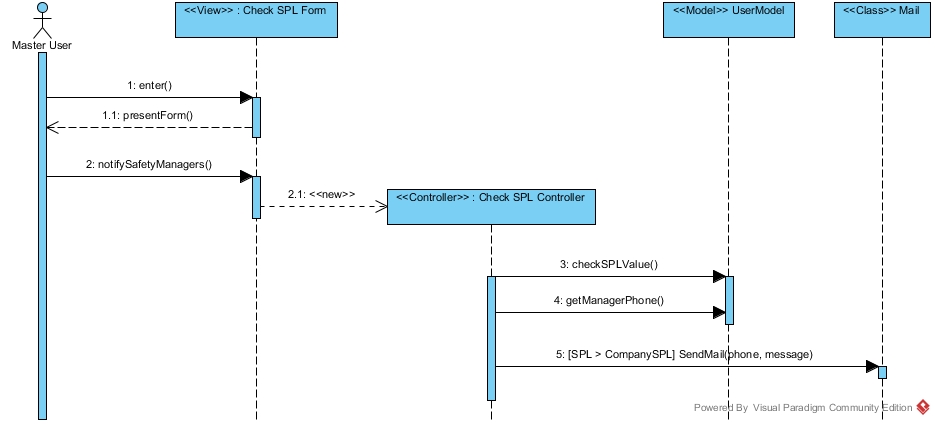 <<View>> : Check SPL Form
<<Model>> UserModel
<<Class>> Mail
Master User
1: enter()
1.1: presentForm()
2: notifySafetyManagers()
2.1: <<new>>
<<Controller>> : Check SPL Controller
3: checkSPLValue()
4: getManagerPhone()
5: [SPL > CompanySPL] SendMail(phone, message)
Powered By Visual Paradigm Community Edition